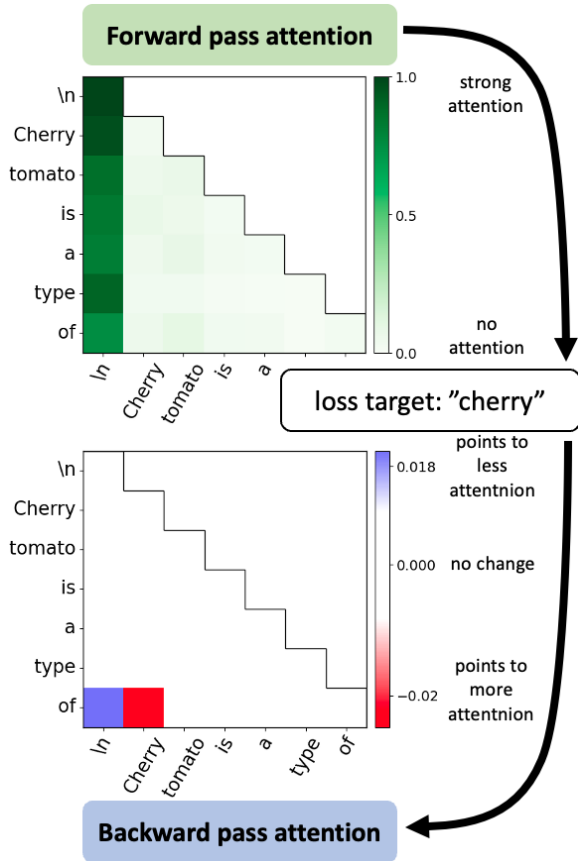 Forward pass attention
\n
Cherry
tomato
is
a
type
of
1.0
0.5
0.0
strong
attention
no
attention
\n
Cherry
tomato
is
a
loss target: ”cherry”
\n
Cherry
tomato
is
a
type
of
0.018
0.000
−0.02
points to
less
attentnion
no change
points to
more
attentnion
\n
Cherry
tomato
is
a
type
of
Backward pass attention